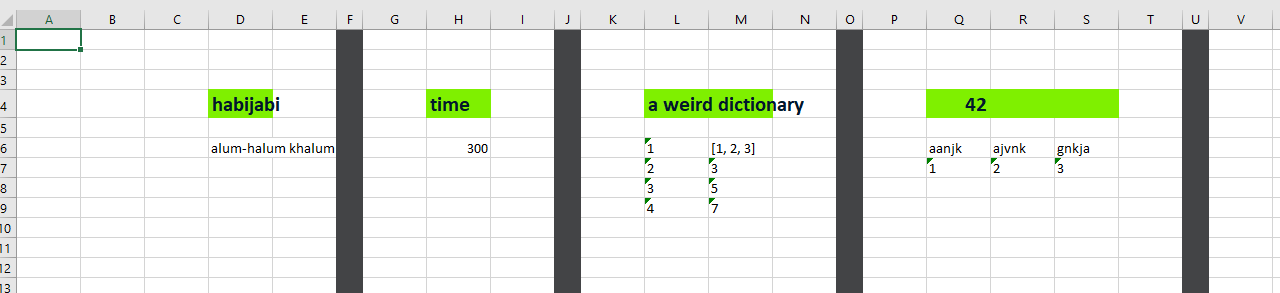 A B C D E F G H I J K L M N O P Q R S T U V
1
2
3
4 habijabi time a weird dictionary 42
5
6 alum-halum khalum 300 1 [1, 2, 3] aanjk ajvnk gnkja
7 2 3 1 2 3
8 3 5
9 4 7
10
11
12
13